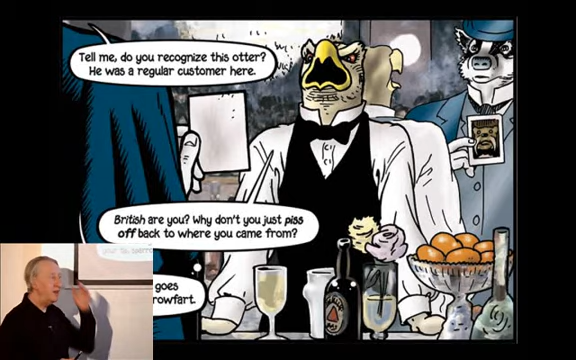 Tell me, do you recognize this otter?
He was a regular customer here.
British are you? Why don't you just piss
off back to where you came from?
goes
owfart.